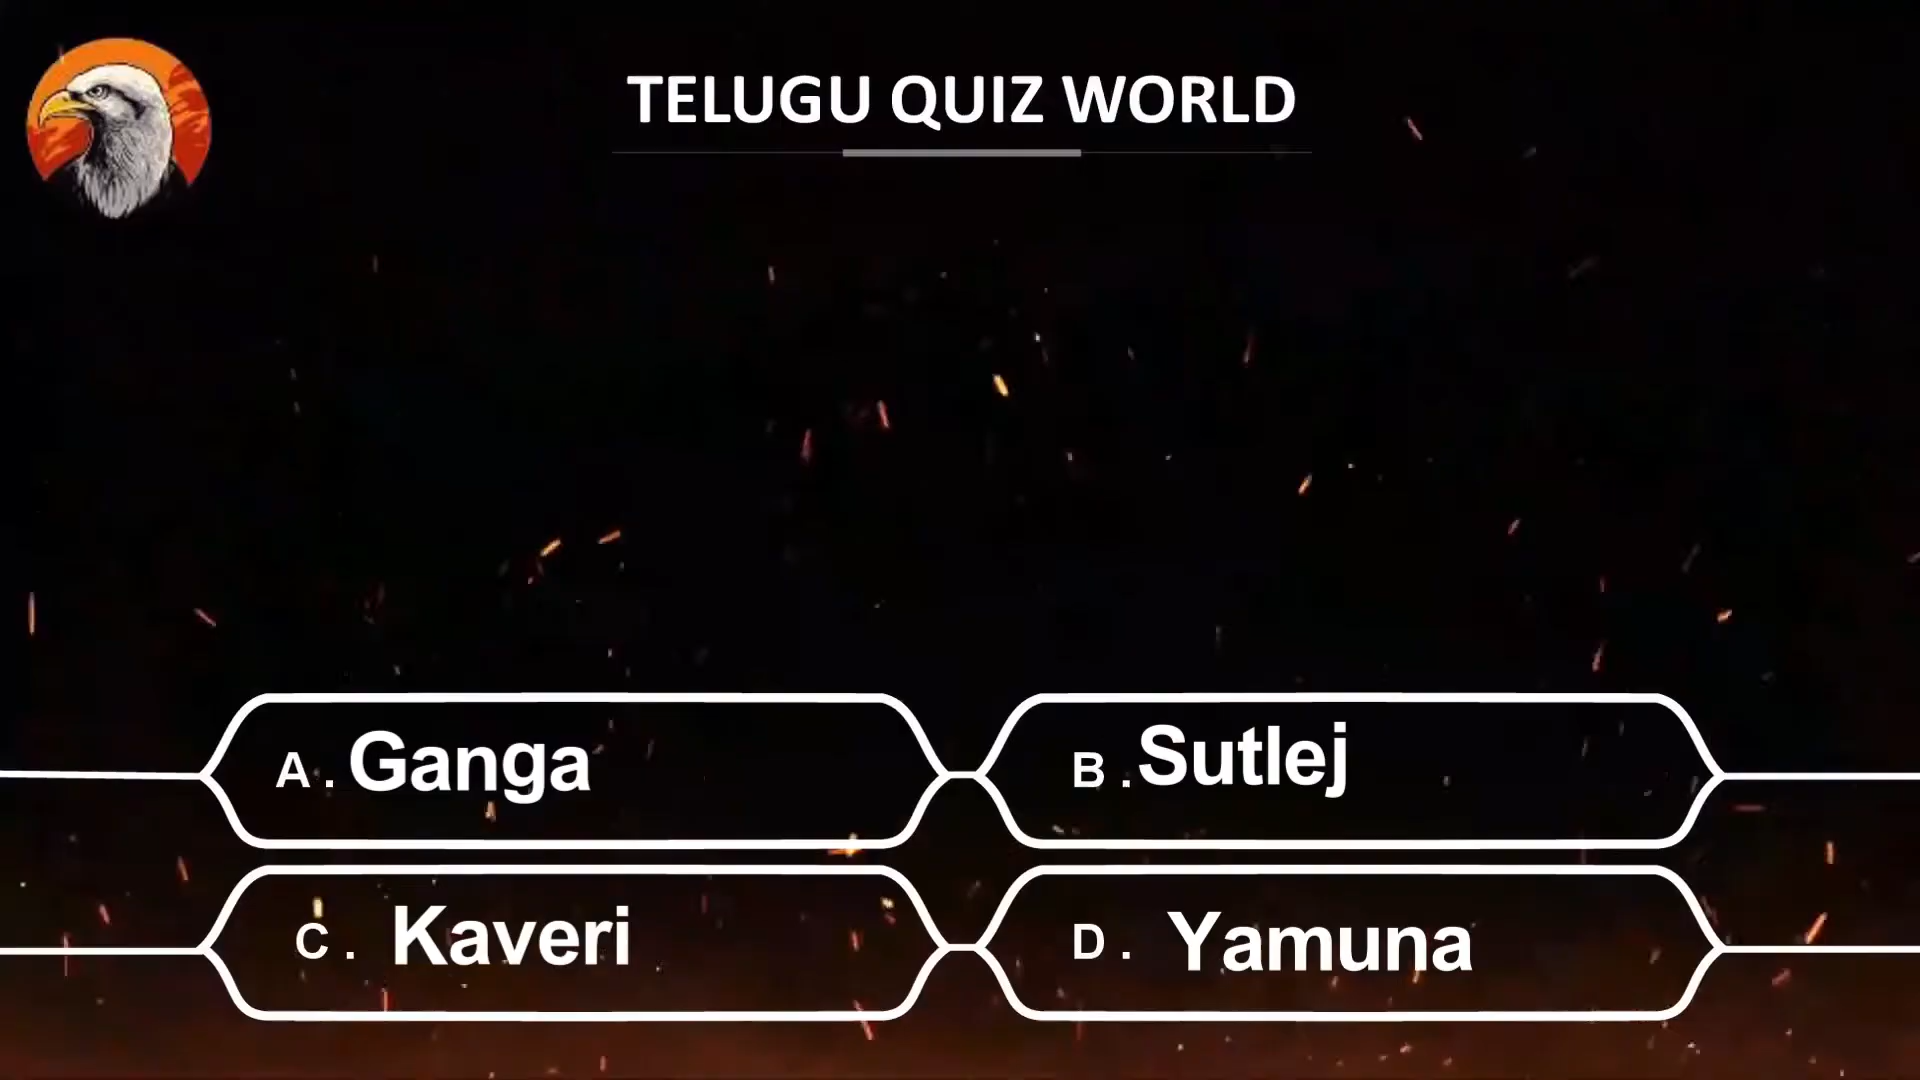 TELUGU QUIZ WORLD
A . Ganga
B . Sutlej
C . Kaveri
D . Yamuna